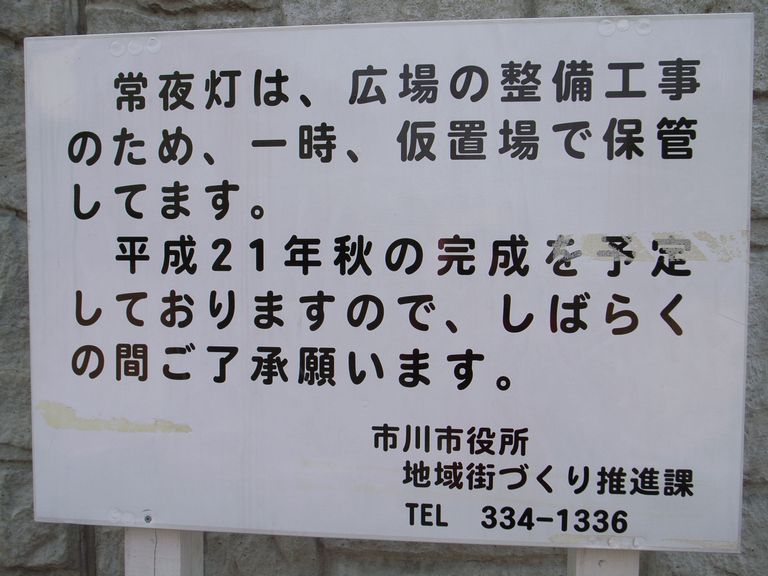 常夜灯は、広場の整備工事
のため、一時、仮置場で保管
してます。
平成21年秋の完成を予定
しておりますので、しばらく
の間ご了承願います。
市川市役所
地域街づくり推進課
TEL 334-1336